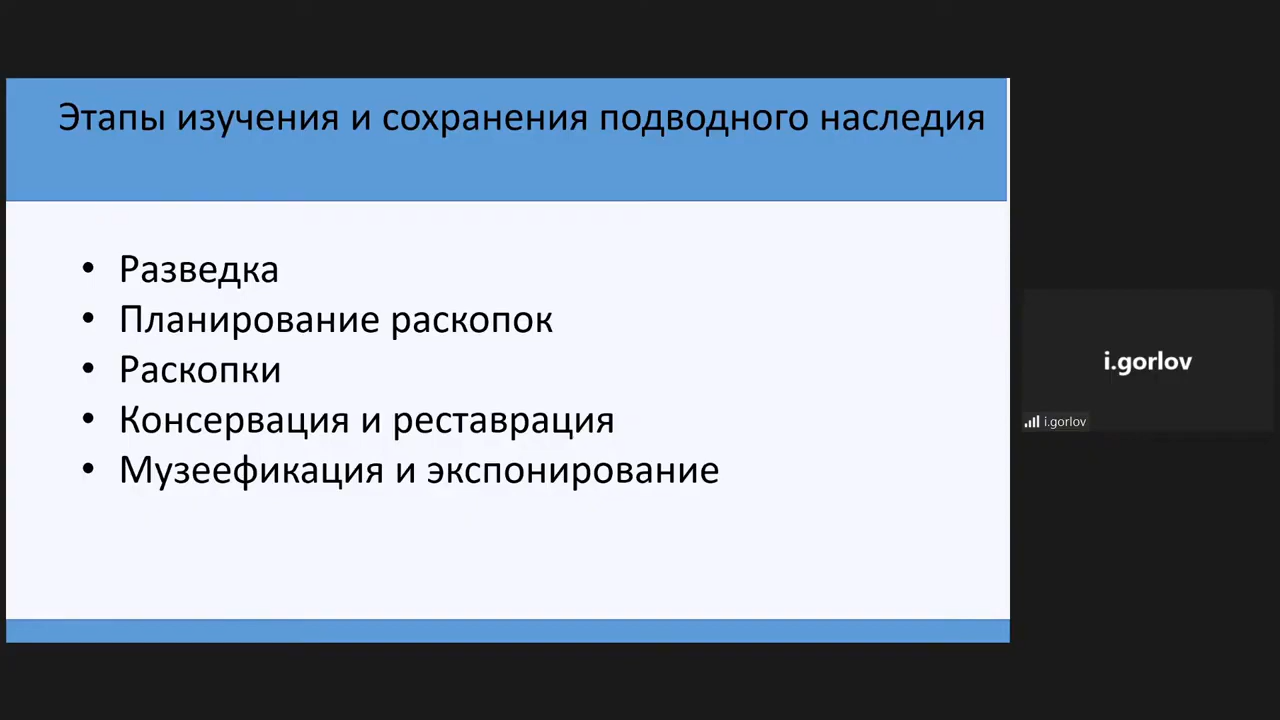 Этапы изучения и сохранения подводного наследия
• Разведка
• Планирование раскопок
• Раскопки
• Консервация и реставрация
• Музеефикация и экспонирование
i.gorlov
i.gorlov